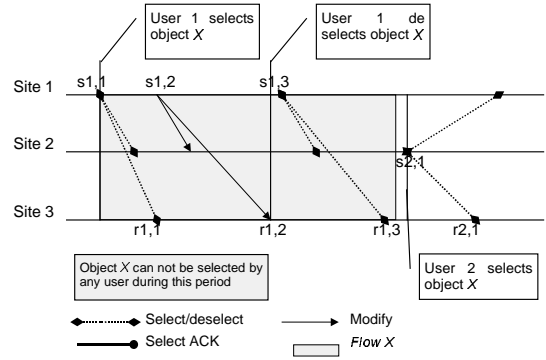 User 1 selects
object X
User 1 de
selects object X
s1,1
s1,2
s1,3
Site 1
Site 2
s2,1
Site 3
r1,1
r1,2
r1,3
r2,1
Object X can not be selected by
any user during this period
User 2 selects
object X
Select/deselect
Modify
Select ACK
Flow X